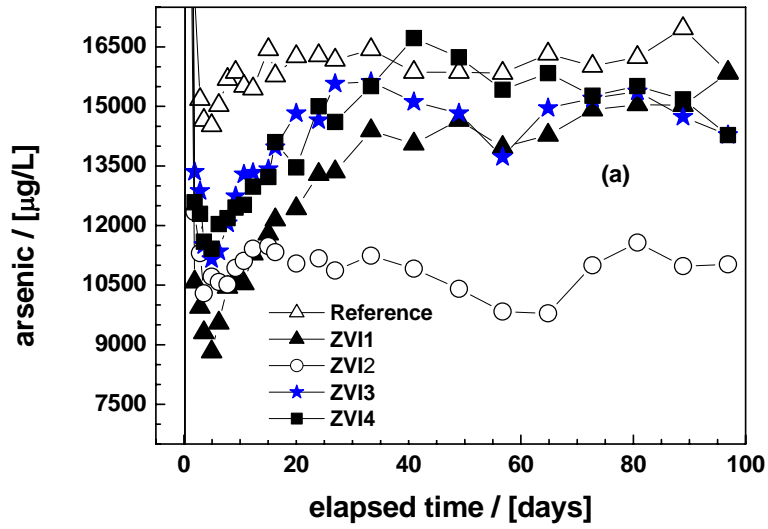 16500
15000
13500
12000
10500
9000
7500
arsenic / [μg/L]
(a)
Reference
ZVI1
ZVI2
ZVI3
ZVI4
0 20 40 60 80 100
elapsed time / [days]